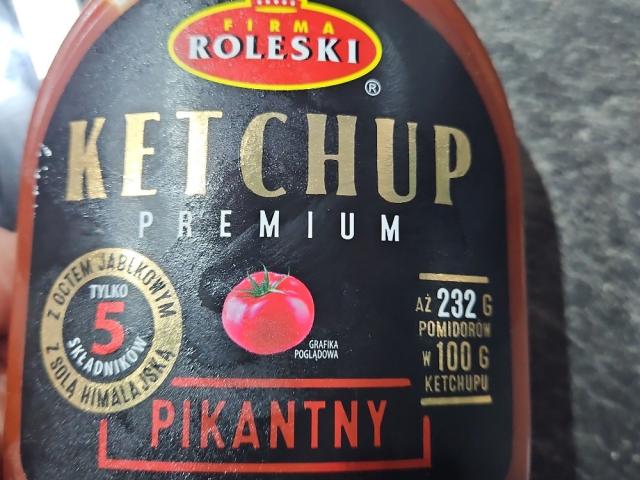 FIRMA
ROLESKI
®
KETCHUP
PREMIUM
Z OCTEM JABŁKOWYM
TYLKO
5
SKŁADNIKÓW
Z SOLĄ HIMALAJSKĄ
GRAFIKA
POGLĄDOWA
AŻ 232 G
POMIDORÓW
W 100 G
KETCHUPU
PIKANTNY